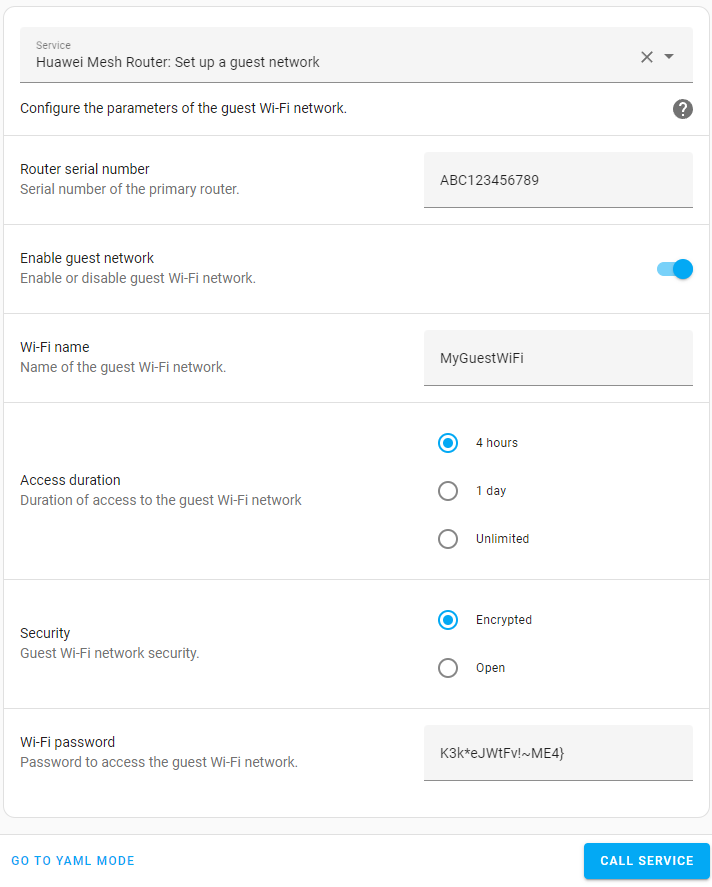 Service
Huawei Mesh Router: Set up a guest network
Configure the parameters of the guest Wi-Fi network.
Router serial number
Serial number of the primary router.
ABC123456789
Enable guest network
Enable or disable guest Wi-Fi network.
Wi-Fi name
Name of the guest Wi-Fi network.
MyGuestWiFi
Access duration
Duration of access to the guest Wi-Fi network
4 hours
1 day
Unlimited
Security
Guest Wi-Fi network security.
Encrypted
Open
Wi-Fi password
Password to access the guest Wi-Fi network.
K3k*eJWtFv!~ME4}
GO TO YAML MODE
CALL SERVICE